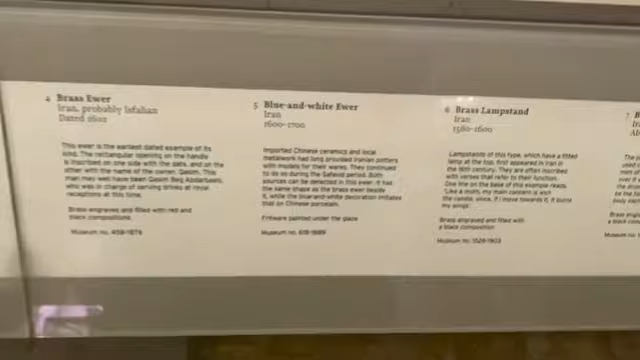 4 Brass Ewer
Iran, probably Isfahan
Dated 1602
This ewer is the earliest dated example of its
kind. The rectangular opening on the handle
is inscribed on one side with the date, and on the
other with the name of the owner, Qasim. This
man may well have been Qasim Beg Abdarbashi,
who was in charge of serving drinks at royal
receptions at this time.
Brass engraved and filled with red and
black compositions
Museum no. 458-1876
5 Blue-and-white Ewer
Iran
1600–1700
Imported Chinese ceramics and local
metalwork had long provided Iranian potters
with models for their wares. They continued
to do so during the Safavid period. Both
sources can be detected in this ewer. It has
the same shape as the brass ewer beside
it, while the blue-and-white decoration imitates
that on Chinese porcelain.
Fritware painted under the glaze
Museum no.
6 Brass Lampstand
Iran
1580–1600
Lampstands of this type, which have a fitted
lamp at the top, first appeared in Iran in
the 16th century. They are often inscribed
with verses that refer to their function.
One line on the base of this example reads,
'Like a moth, my main concern is with
the candle, since, if I move towards it, it burns
my wings'.
Brass engraved and filled with
a black composition
Museum no.
7